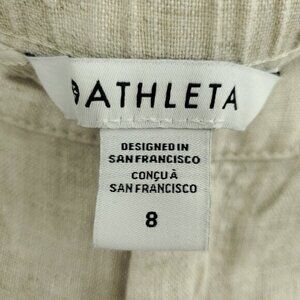 ATHLETA
DESIGNED IN
SAN FRANCISCO
CONÇU À
SAN FRANCISCO
8